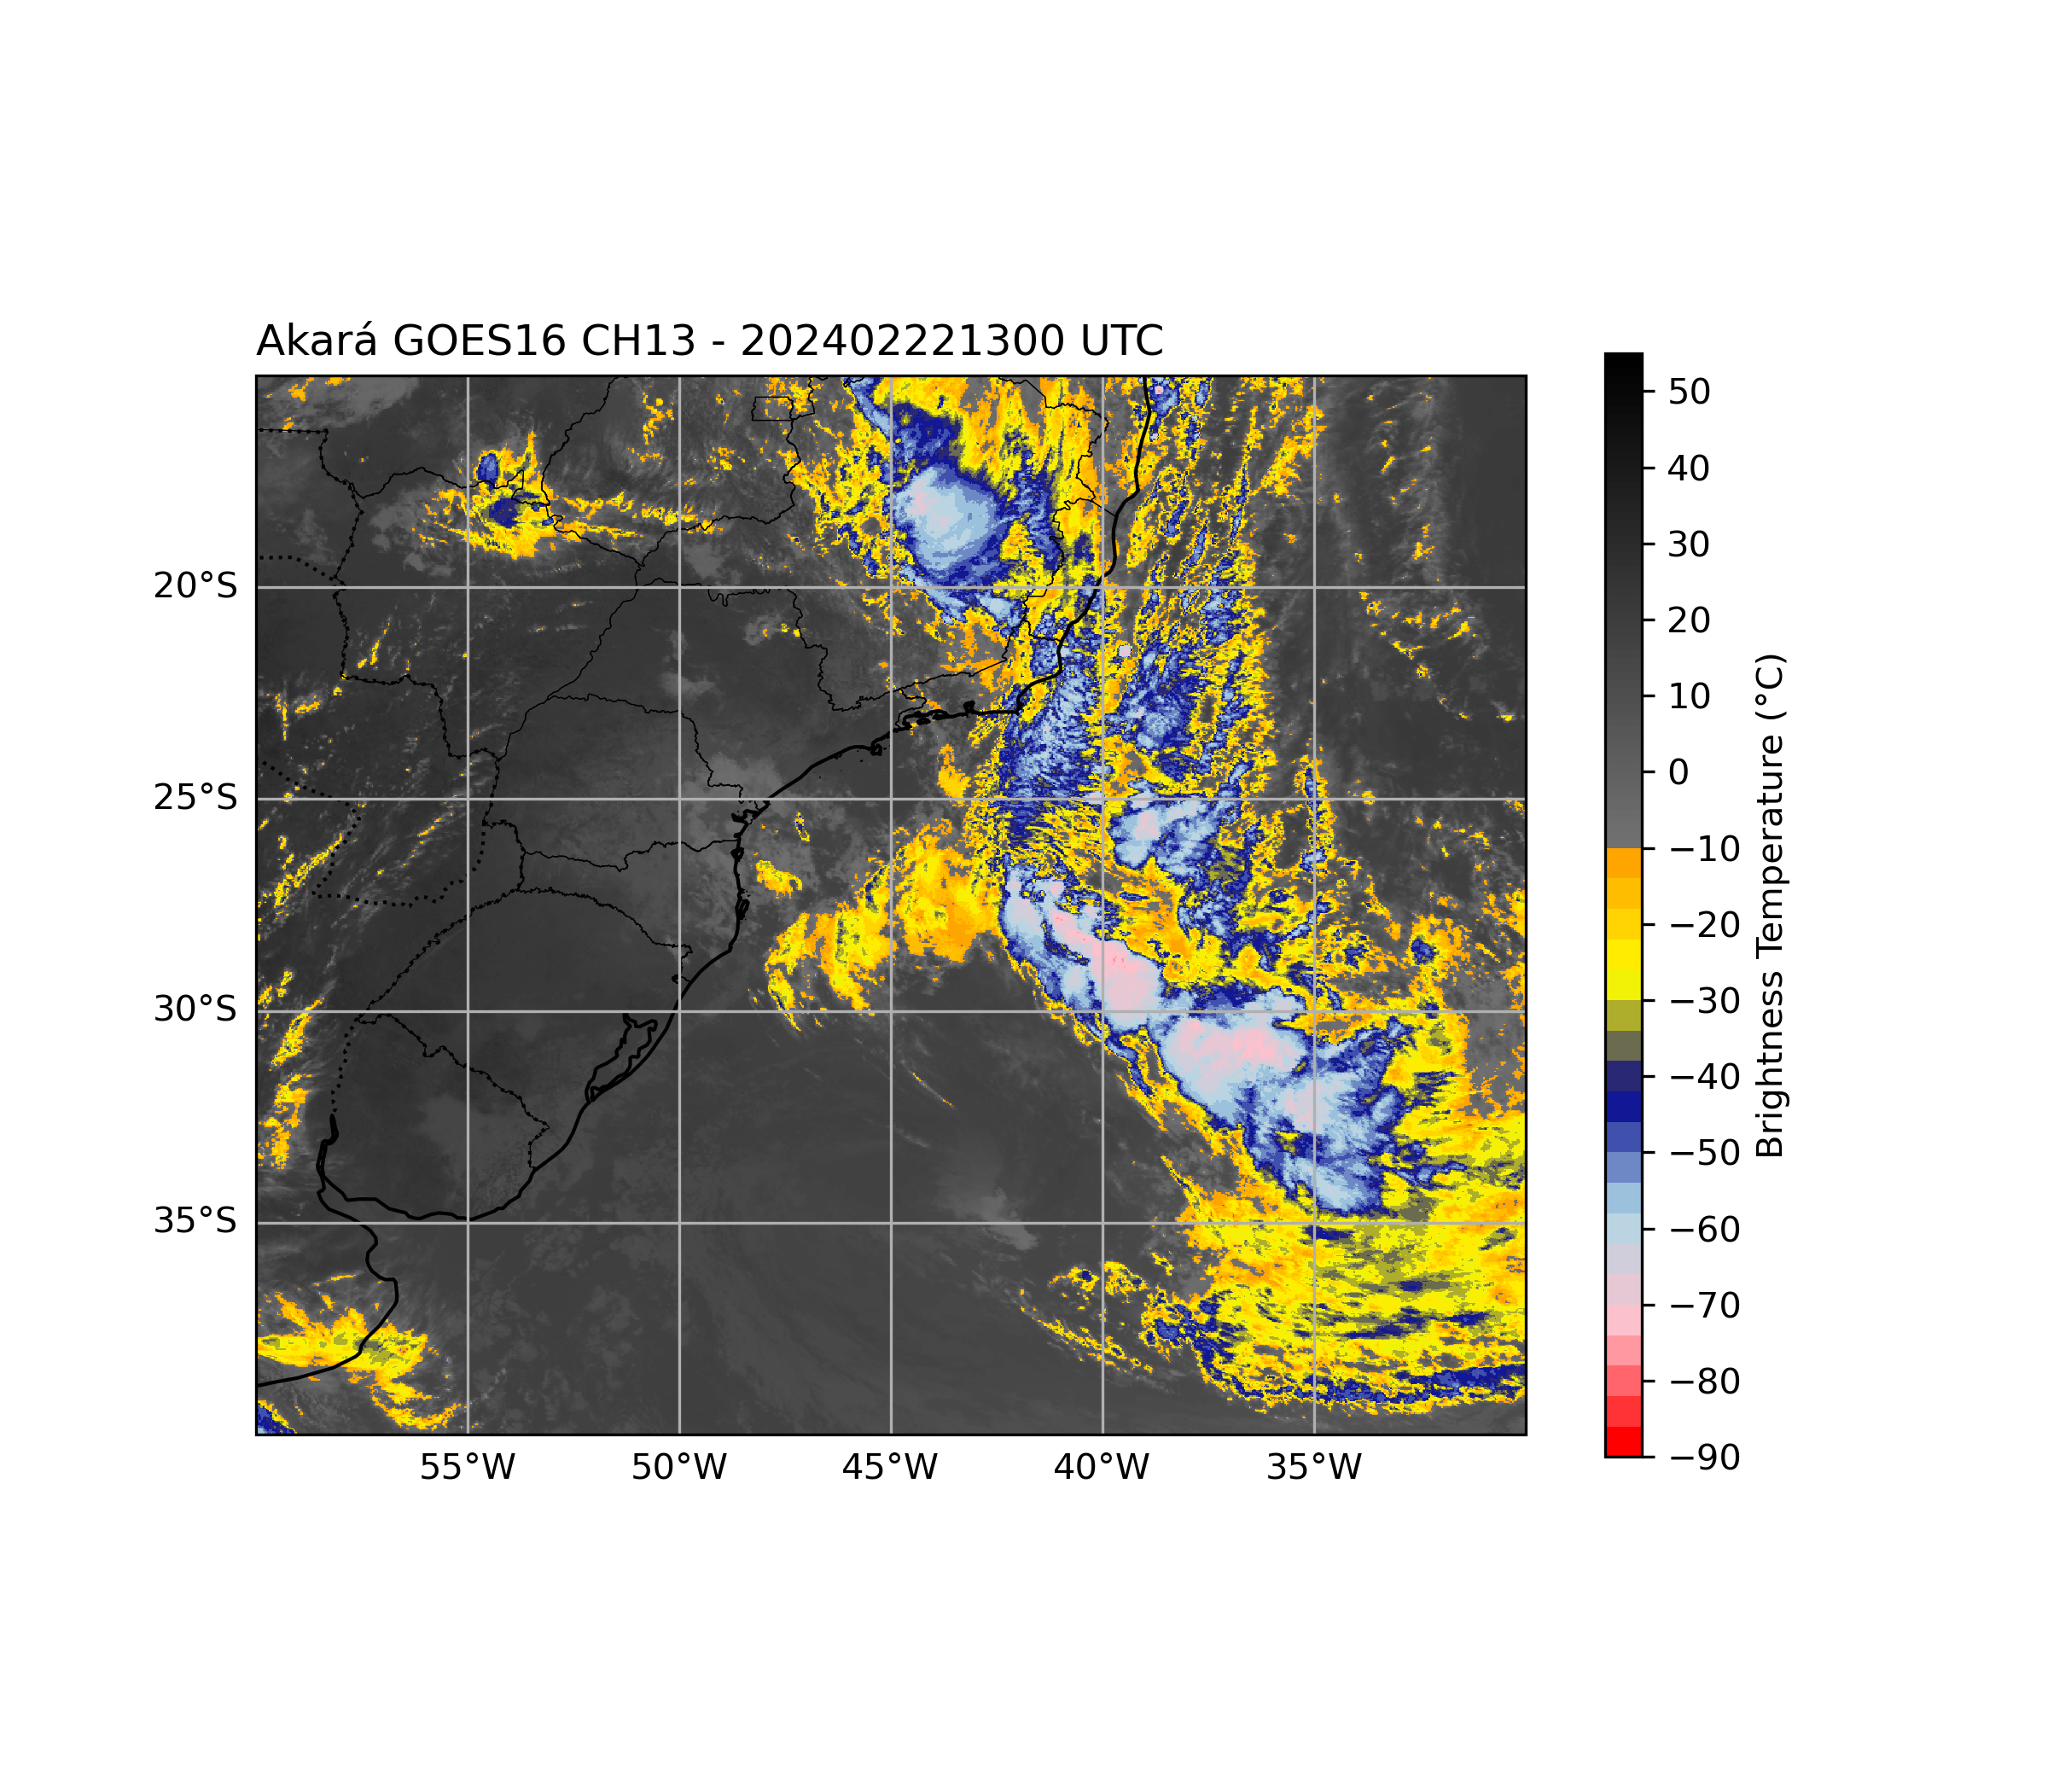 Akará GOES16 CH13 - 202402221300 UTC
20°S
25°S
30°S
35°S
55°W
50°W
45°W
40°W
35°W
50
40
30
20
10
0
−10
−20
−30
−40
−50
−60
−70
−80
−90
Brightness Temperature (°C)